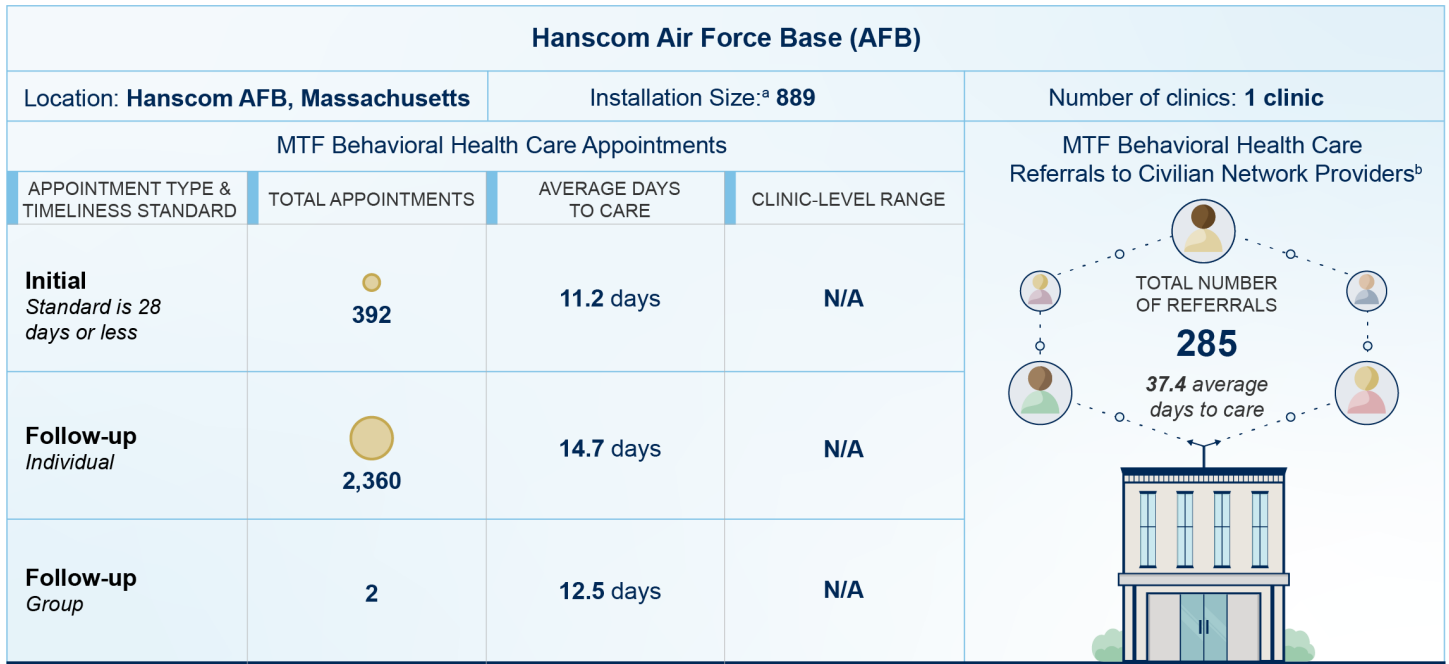 Hanscom Air Force Base (AFB)
Location: Hanscom AFB, Massachusetts
Installation Size:ᵃ 889
Number of clinics: 1 clinic
MTF Behavioral Health Care Appointments
APPOINTMENT TYPE &
TIMELINESS STANDARD
TOTAL APPOINTMENTS
AVERAGE DAYS
TO CARE
CLINIC-LEVEL RANGE
Initial
Standard is 28
days or less
392
11.2 days
N/A
Follow-up
Individual
2,360
14.7 days
N/A
Follow-up
Group
2
12.5 days
N/A
MTF Behavioral Health Care
Referrals to Civilian Network Providersᵇ
TOTAL NUMBER
OF REFERRALS
285
37.4 average
days to care